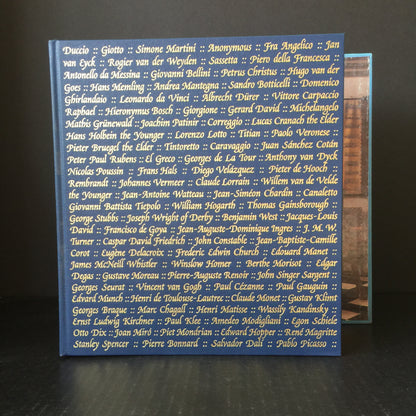 Duccio :: Giotto :: Simone Martini :: Anonymous :: Fra Angelico :: Jan
van Eyck :: Rogier van der Weyden :: Sassetta :: Piero della Francesca ::
Antonello da Messina :: Giovanni Bellini :: Petrus Christus :: Hugo van der
Goes :: Hans Memling :: Andrea Mantegna :: Sandro Botticelli :: Domenico
Ghirlandaio :: Leonardo da Vinci :: Albrecht Dürer :: Vittore Carpaccio
Raphael :: Hieronymus Bosch :: Giorgione :: Gerard David :: Michelangelo
Mathis Grünewald :: Joachim Patinir :: Correggio :: Lucas Cranach the Elder
Hans Holbein the Younger :: Lorenzo Lotto :: Titian :: Paolo Veronese ::
Pieter Bruegel the Elder :: Tintoretto :: Caravaggio :: Juan Sánchez Cotán
Peter Paul Rubens :: El Greco :: Georges de La Tour :: Anthony van Dyck
Nicolas Poussin :: Frans Hals :: Diego Velázquez :: Pieter de Hooch ::
Rembrandt :: Johannes Vermeer :: Claude Lorrain :: Willem van de Velde
the Younger :: Jean-Antoine Watteau :: Jean-Siméon Chardin :: Canaletto
Giovanni Battista Tiepolo :: William Hogarth :: Thomas Gainsborough ::
George Stubbs :: Joseph Wright of Derby :: Benjamin West :: Jacques-Louis
David :: Francisco de Goya :: Jean-Auguste-Dominique Ingres :: J. M. W.
Turner :: Caspar David Friedrich :: John Constable :: Jean-Baptiste-Camille
Corot :: Eugène Delacroix :: Frederic Edwin Church :: Edouard Manet ::
James McNeill Whistler :: Winslow Homer :: Berthe Morisot :: Edgar
Degas :: Gustave Moreau :: Pierre-Auguste Renoir :: John Singer Sargent ::
Georges Seurat :: Vincent van Gogh :: Paul Cézanne :: Paul Gauguin ::
Edvard Munch :: Henri de Toulouse-Lautrec :: Claude Monet :: Gustav Klimt
Georges Braque :: Marc Chagall :: Henri Matisse :: Wassily Kandinsky ::
Ernst Ludwig Kirchner :: Paul Klee :: Amedeo Modigliani :: Egon Schiele
Otto Dix :: Joan Miró :: Piet Mondrian :: Edward Hopper :: René Magritte
Stanley Spencer :: Pierre Bonnard :: Salvador Dalí :: Pablo Picasso ::